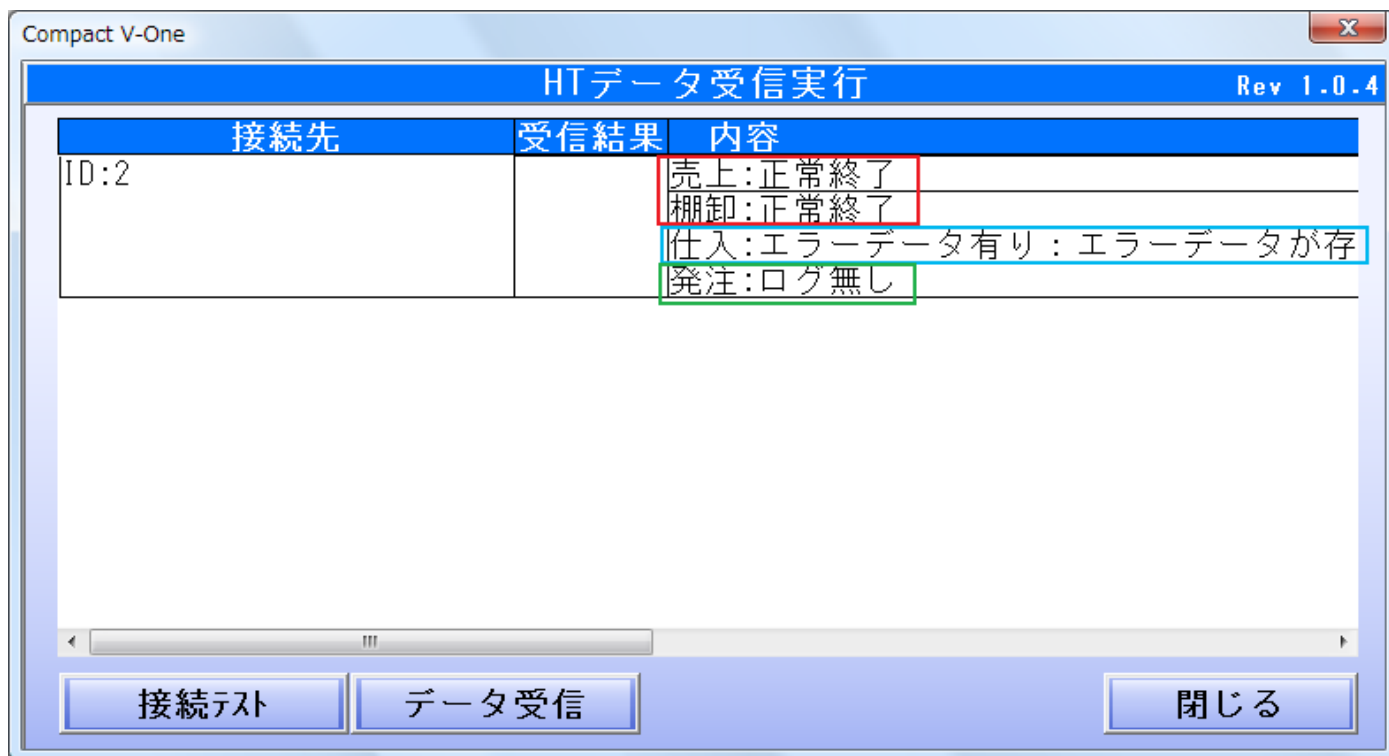 Compact V-One
HTデータ受信実行 Rev 1.0.4
接続先 受信結果 内容
ID:2 売上:正常終了
棚卸:正常終了
仕入:エラーデータ有り：エラーデータが存
発注:ログ無し
接続ﾃｽﾄ データ受信 閉じる